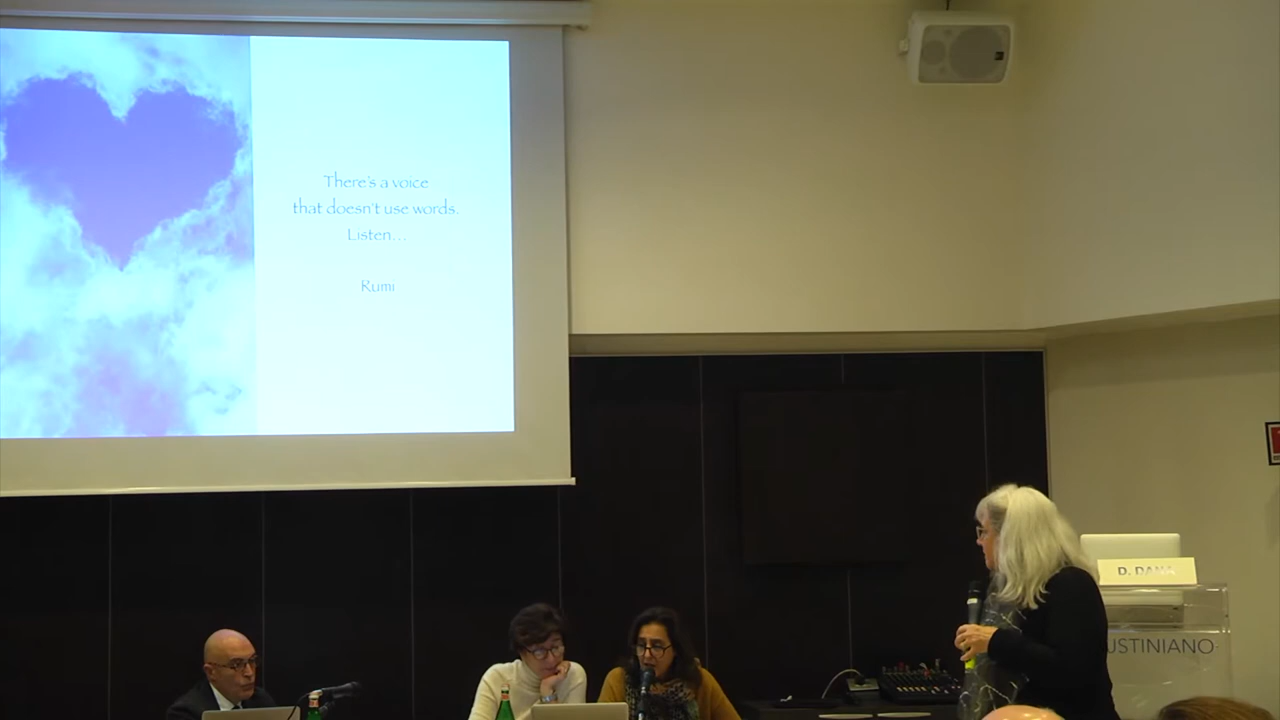 There's a voice
that doesn't use words.
Listen...
Rumi
D. DANA
USTINIANO